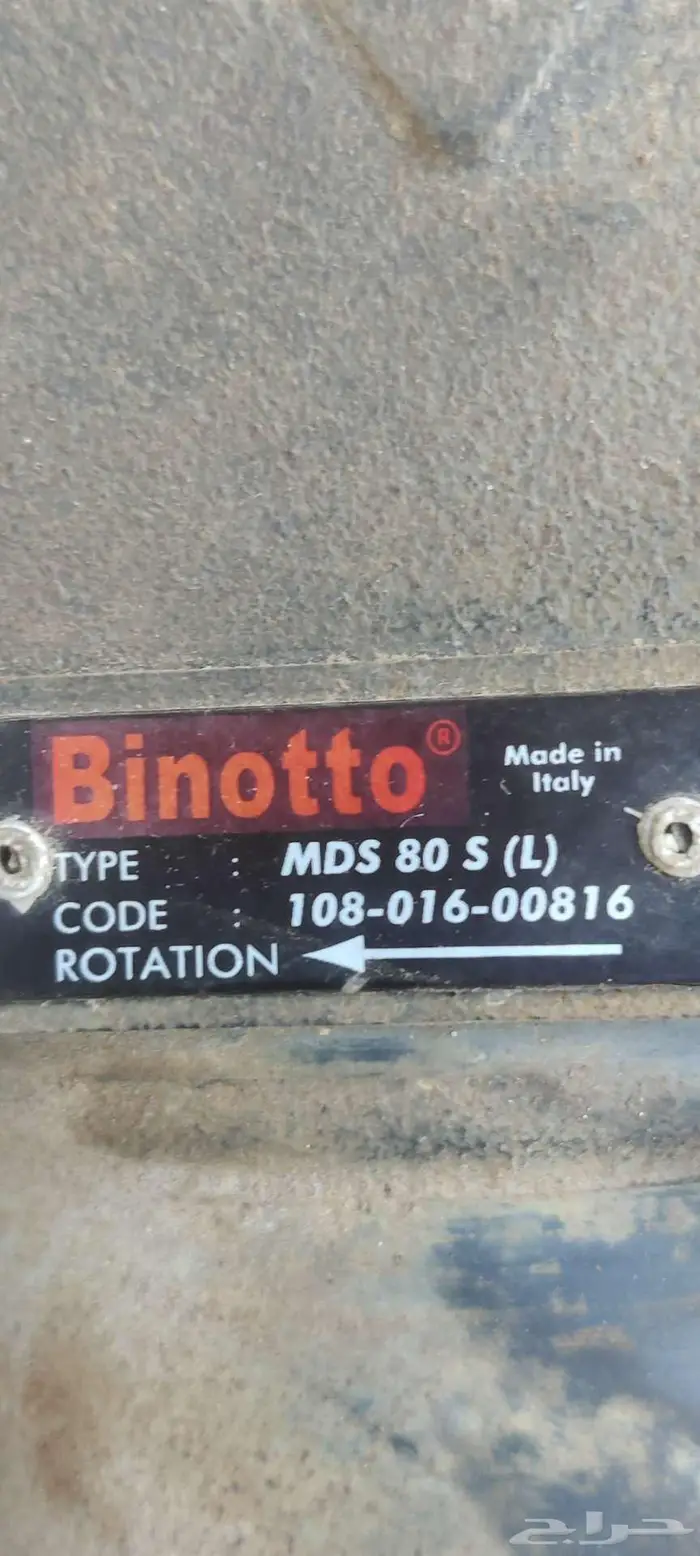 Binotto®
Made in
Italy
TYPE : MDS 80 S (L)
CODE : 108-016-00816
ROTATION
حراج